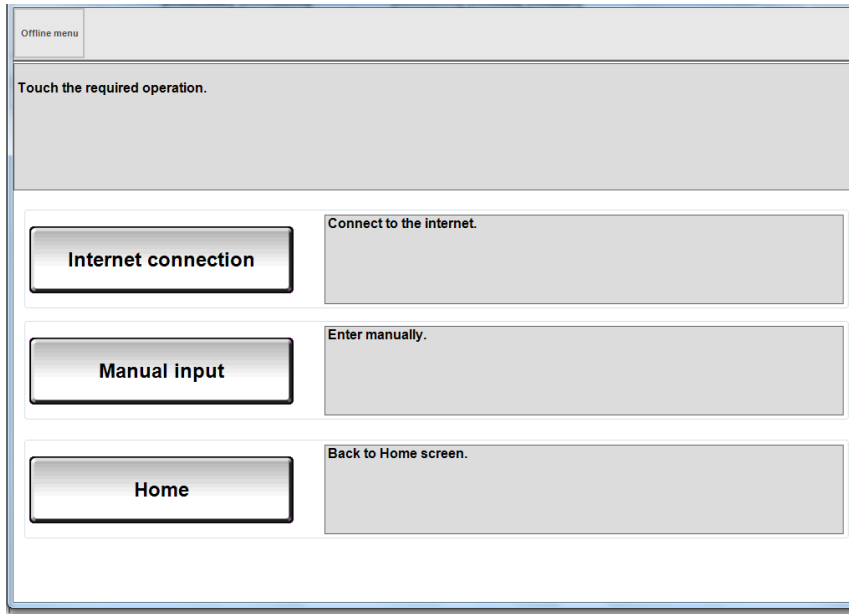 Offline menu
Touch the required operation.
Internet connection
Connect to the internet.
Manual input
Enter manually.
Home
Back to Home screen.